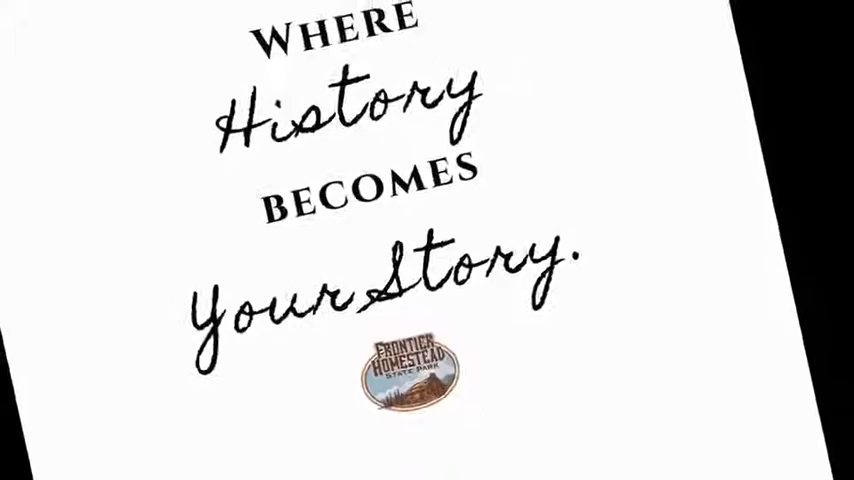 WHERE
History
BECOMES
Your Story.
FRONTIER
HOMESTEAD
STATE PARK